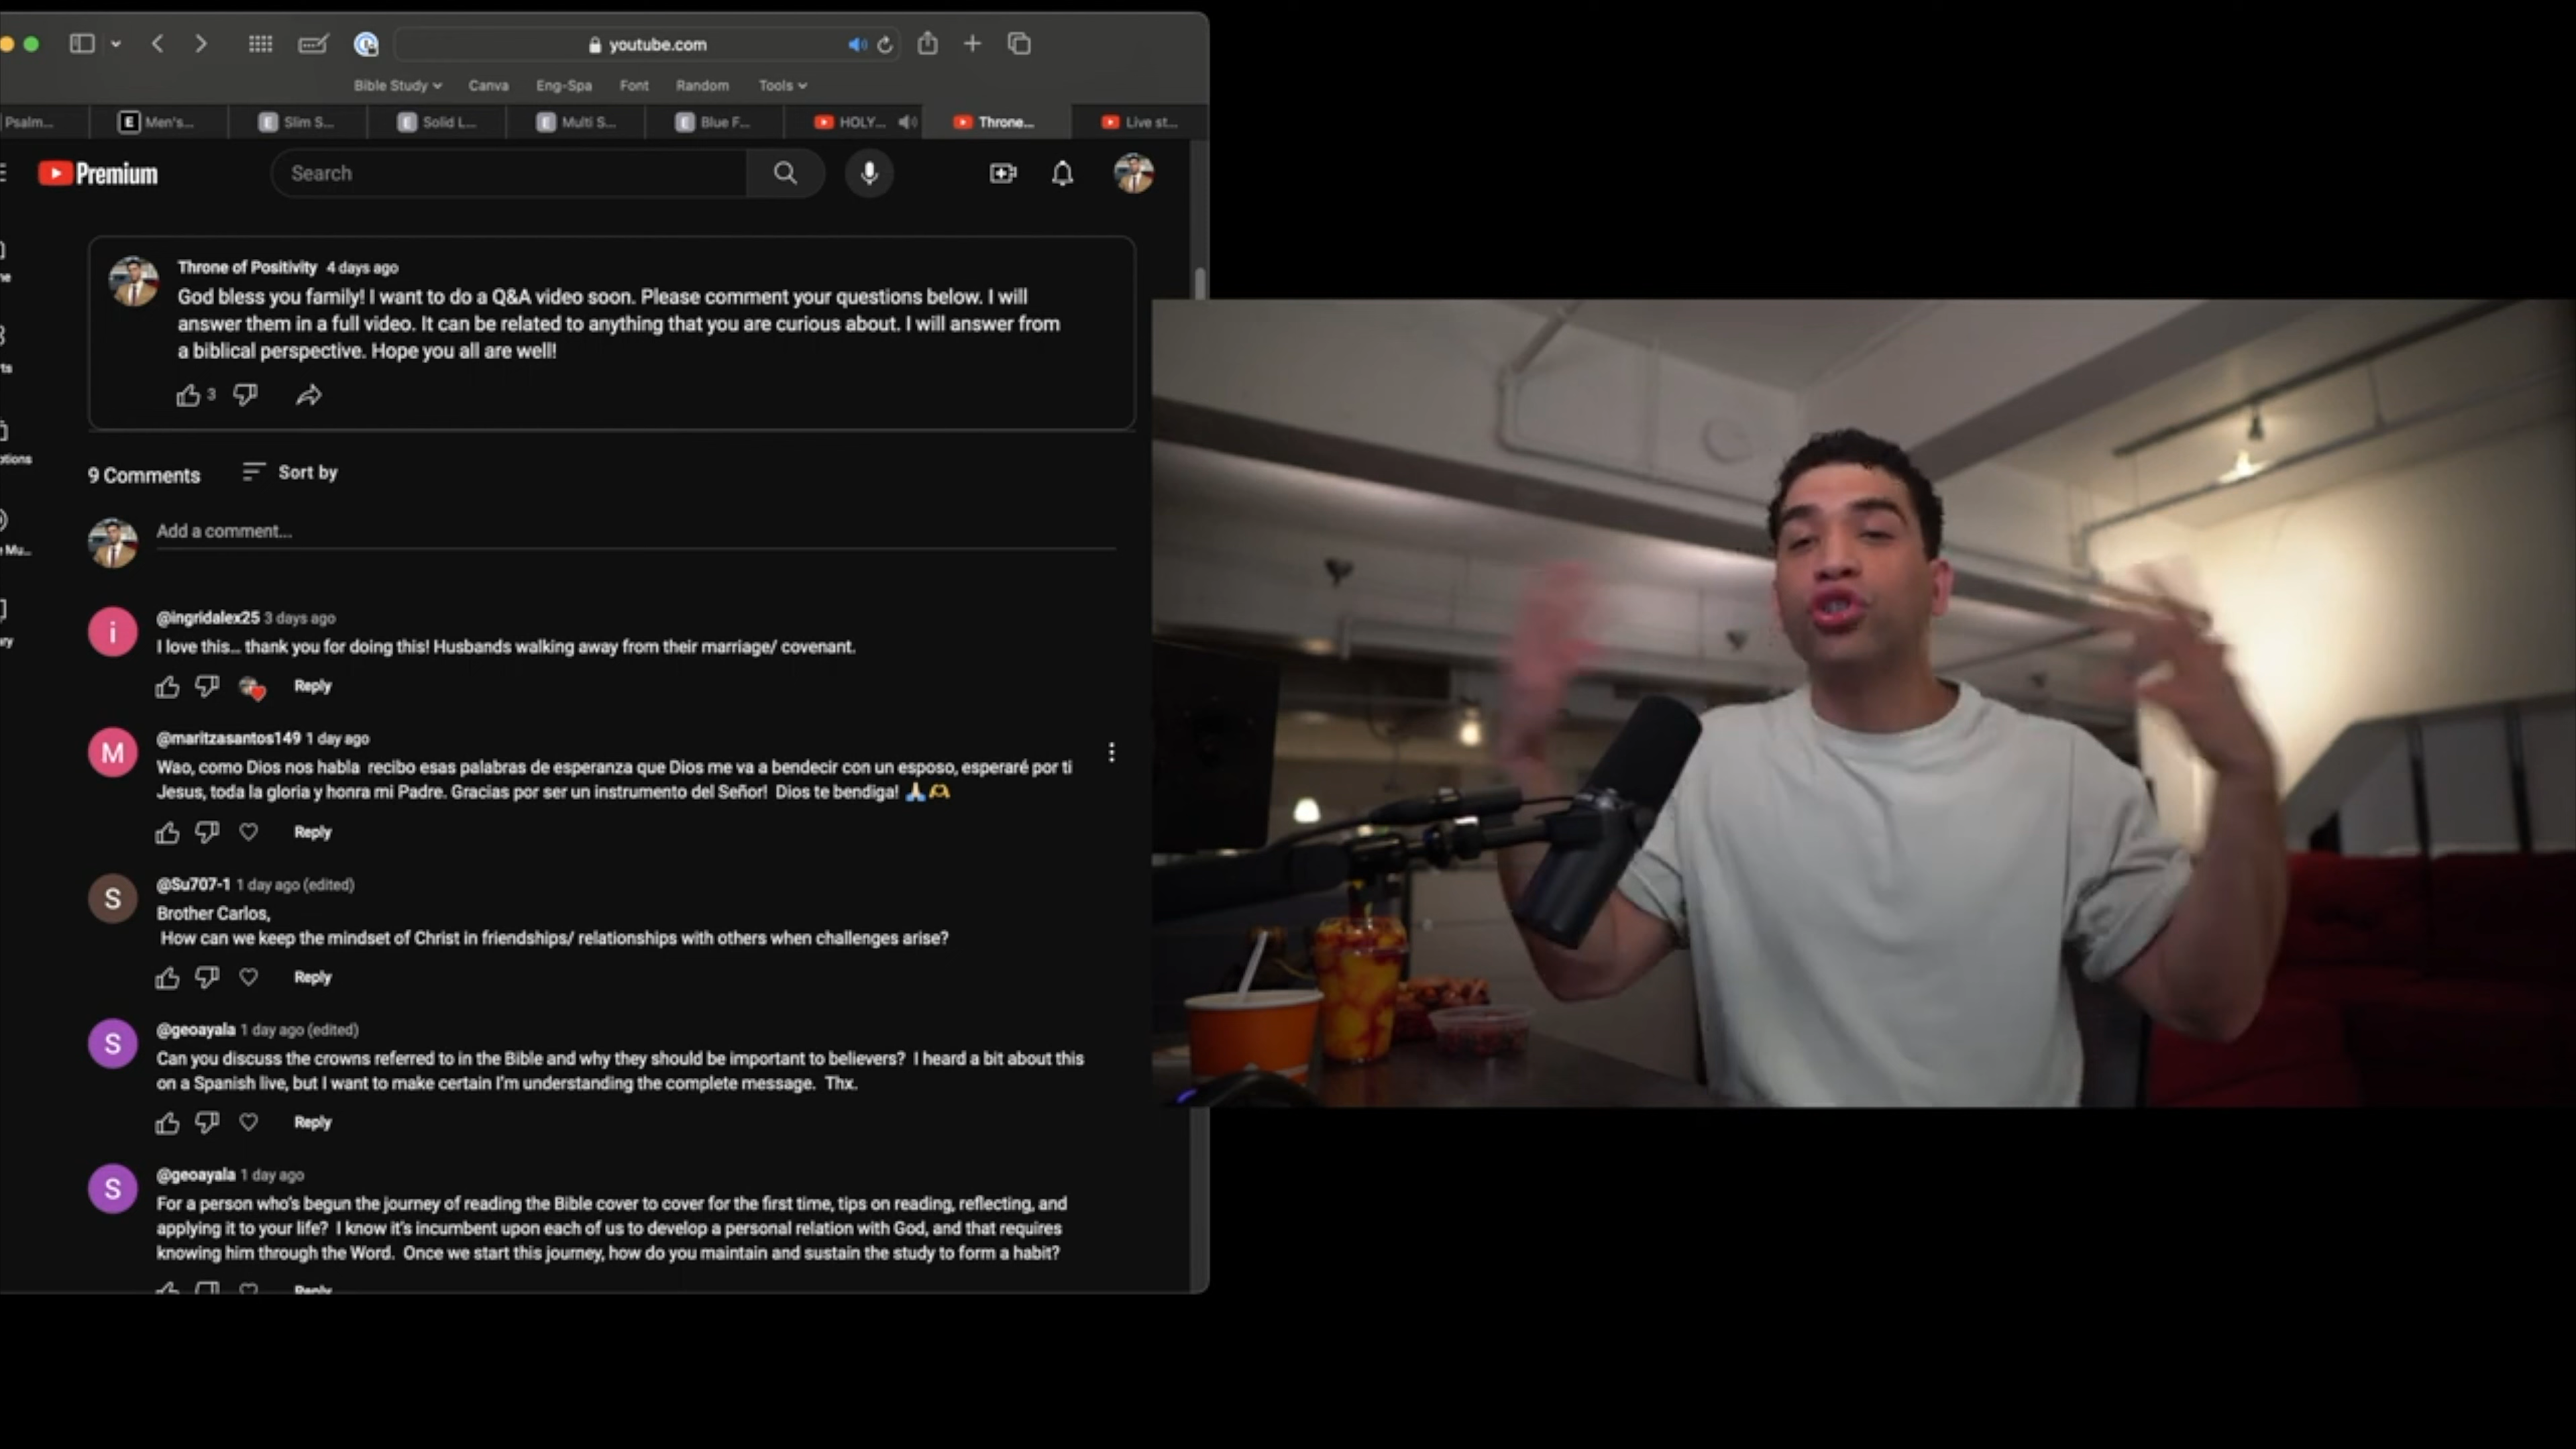 youtube.com
Bible Study Canva Eng-Spa Font Random Tools
Psalm... Men's... Slim S... Solid L... Multi S... Blue F... HOLY... Throne... Live st...
Premium
Search
Throne of Positivity 4 days ago
God bless you family! I want to do a Q&A video soon. Please comment your questions below. I will
answer them in a full video. It can be related to anything that you are curious about. I will answer from
a biblical perspective. Hope you all are well!
3
9 Comments Sort by
Add a comment...
i
@ingridalex25 3 days ago
I love this... thank you for doing this! Husbands walking away from their marriage/ covenant.
Reply
M
@maritzasantos149 1 day ago
Wao, como Dios nos habla recibo esas palabras de esperanza que Dios me va a bendecir con un esposo, esperaré por ti
Jesus, toda la gloria y honra mi Padre. Gracias por ser un instrumento del Señor! Dios te bendiga! 🙏🫶
Reply
S
@Su707-1 1 day ago (edited)
Brother Carlos,
How can we keep the mindset of Christ in friendships/ relationships with others when challenges arise?
Reply
S
@geoayala 1 day ago (edited)
Can you discuss the crowns referred to in the Bible and why they should be important to believers? I heard a bit about this
on a Spanish live, but I want to make certain I'm understanding the complete message. Thx.
Reply
S
@geoayala 1 day ago
For a person who's begun the journey of reading the Bible cover to cover for the first time, tips on reading, reflecting, and
applying it to your life? I know it's incumbent upon each of us to develop a personal relation with God, and that requires
knowing him through the Word. Once we start this journey, how do you maintain and sustain the study to form a habit?
Reply